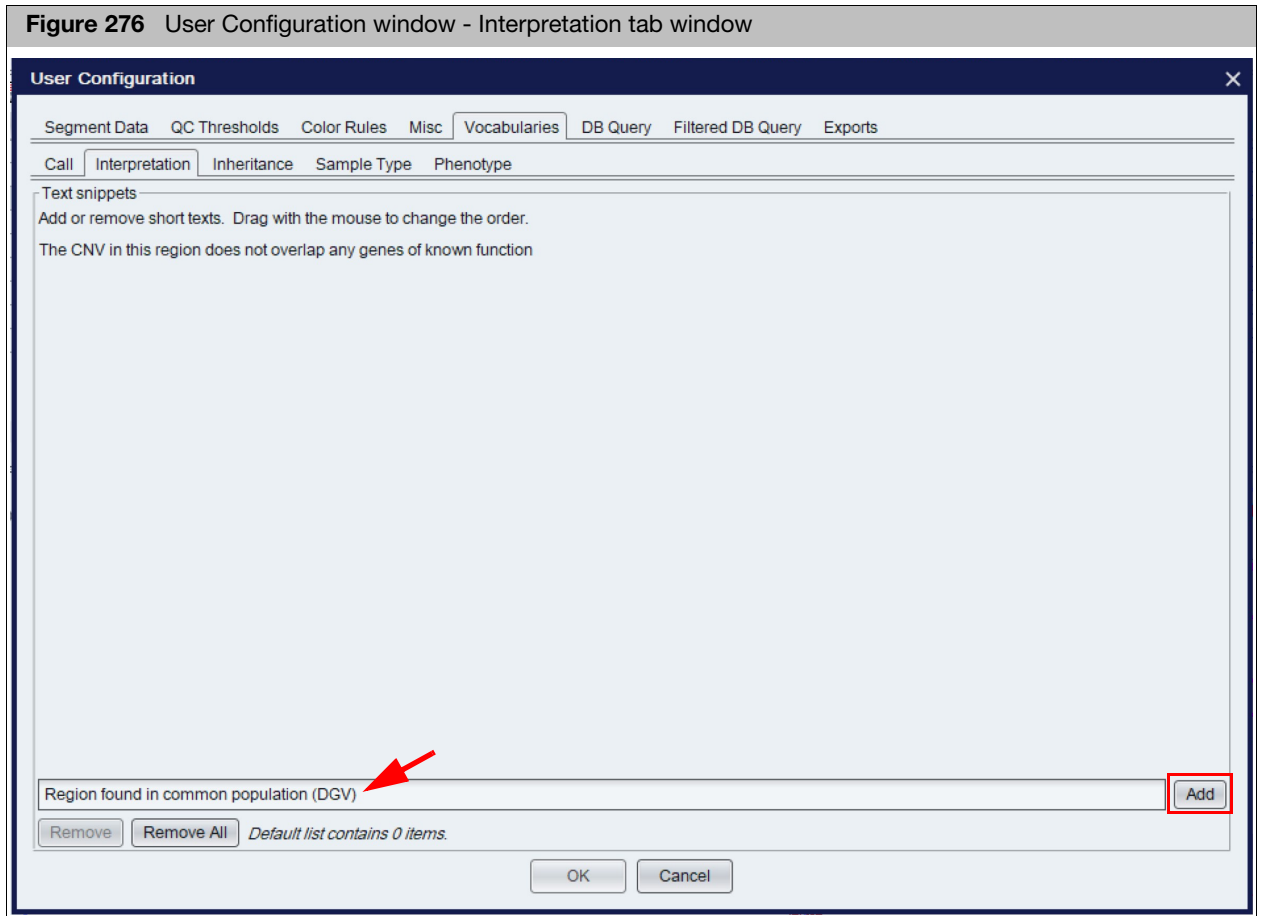 Figure 276 User Configuration window - Interpretation tab window
User Configuration
Segment Data QC Thresholds Color Rules Misc Vocabularies DB Query Filtered DB Query Exports
Call Interpretation Inheritance Sample Type Phenotype
Text snippets
Add or remove short texts. Drag with the mouse to change the order.
The CNV in this region does not overlap any genes of known function
Region found in common population (DGV)
Add
Remove Remove All Default list contains 0 items.
OK Cancel